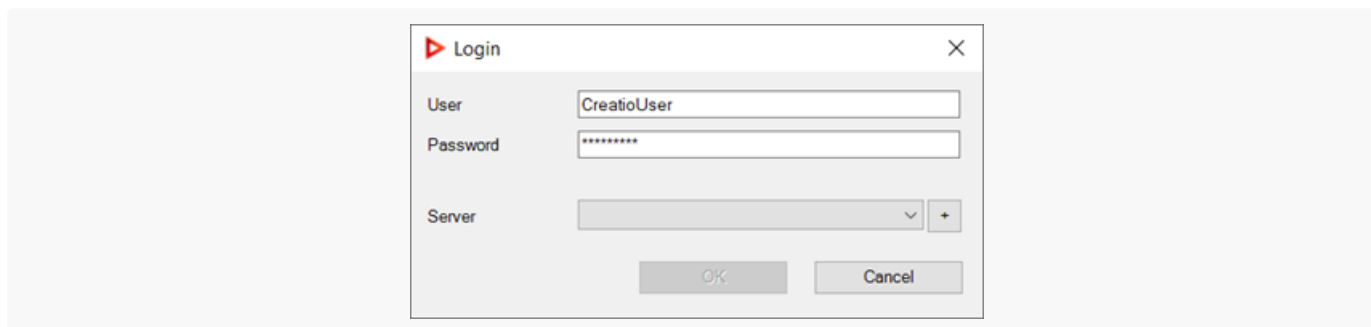 Login
User CreatioUser
Password *********
Server +
OK Cancel